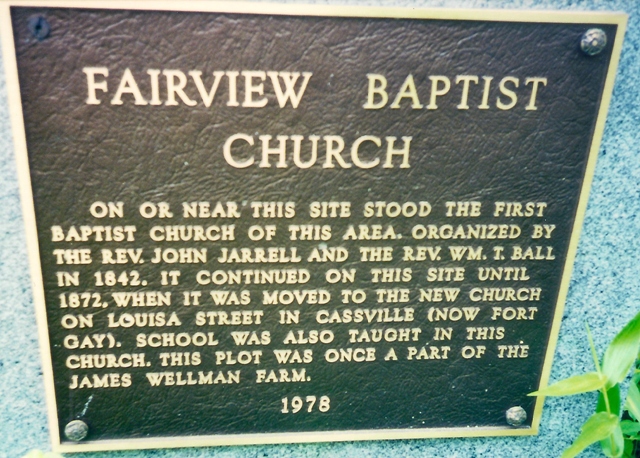 FAIRVIEW BAPTIST
CHURCH
ON OR NEAR THIS SITE STOOD THE FIRST
BAPTIST CHURCH OF THIS AREA. ORGANIZED BY
THE REV. JOHN JARRELL AND THE REV. WM. T. BALL
IN 1842. IT CONTINUED ON THIS SITE UNTIL
1872, WHEN IT WAS MOVED TO THE NEW CHURCH
ON LOUISA STREET IN CASSVILLE (NOW FORT
GAY). SCHOOL WAS ALSO TAUGHT IN THIS
CHURCH. THIS PLOT WAS ONCE A PART OF THE
JAMES WELLMAN FARM.
1978